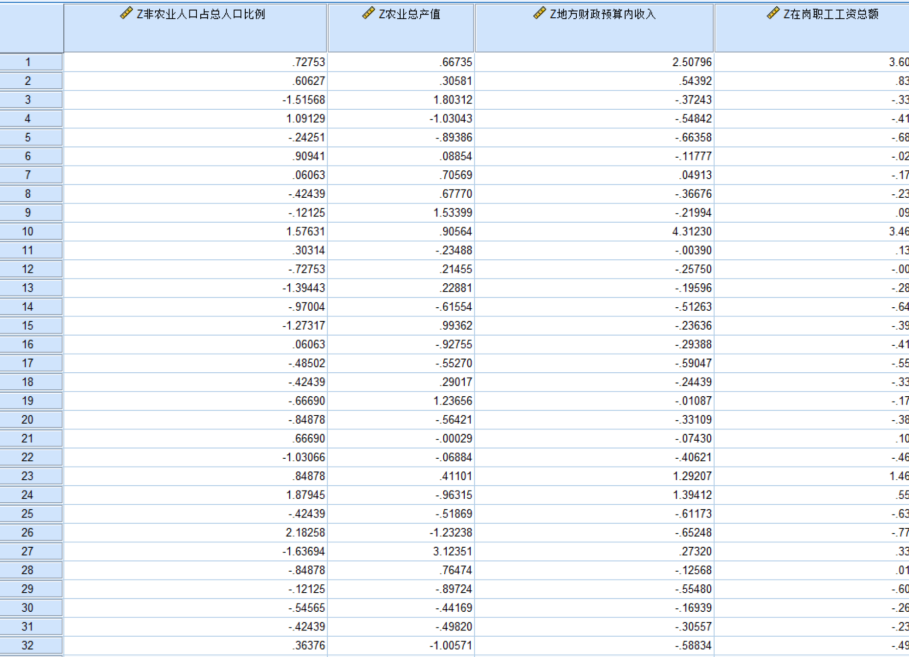 Z非农业人口占总人口比例 Z农业总产值 Z地方财政预算内收入 Z在岗职工工资总额
1 .72753 .66735 2.50796 3.60
2 .60627 .30581 .54392 .83
3 -1.51568 1.80312 -.37243 -.33
4 1.09129 -1.03043 -.54842 -.41
5 -.24251 -.89386 -.66358 -.68
6 .90941 .08854 -.11777 -.02
7 .06063 .70569 .04913 -.17
8 -.42439 .67770 -.36676 -.23
9 -.12125 1.53399 -.21994 .09
10 1.57631 .90564 4.31230 3.46
11 .30314 -.23488 -.00390 .13
12 -.72753 .21455 -.25750 -.00
13 -1.39443 .22881 -.19596 -.28
14 -.97004 -.61554 -.51263 -.64
15 -1.27317 .99362 -.23636 -.39
16 .06063 -.92755 -.29388 -.41
17 -.48502 -.55270 -.59047 -.55
18 -.42439 .29017 -.24439 -.33
19 -.66690 1.23656 -.01087 -.17
20 -.84878 -.56421 -.33109 -.38
21 .66690 -.00029 -.07430 .10
22 -1.03066 -.06884 -.40621 -.46
23 .84878 .41101 1.29207 1.46
24 1.87945 -.96315 1.39412 .55
25 -.42439 -.51869 -.61173 -.63
26 2.18258 -1.23238 -.65248 -.77
27 -1.63694 3.12351 .27320 .33
28 -.84878 .76474 -.12568 .01
29 -.12125 -.89724 -.55480 -.60
30 -.54565 -.44169 -.16939 -.26
31 -.42439 -.49820 -.30557 -.23
32 .36376 -1.00571 -.58834 -.49